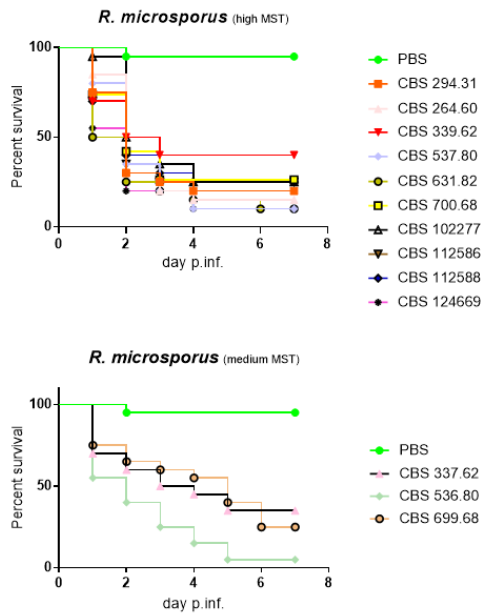 R. microsporus (high MST)
100
50
0
Percent survival
0 2 4 6 8
day p.inf.
PBS
CBS 294.31
CBS 264.60
CBS 339.62
CBS 537.80
CBS 631.82
CBS 700.68
CBS 102277
CBS 112586
CBS 112588
CBS 124669
R. microsporus (medium MST)
100
50
0
Percent survival
0 2 4 6 8
day p.inf.
PBS
CBS 337.62
CBS 536.80
CBS 699.68